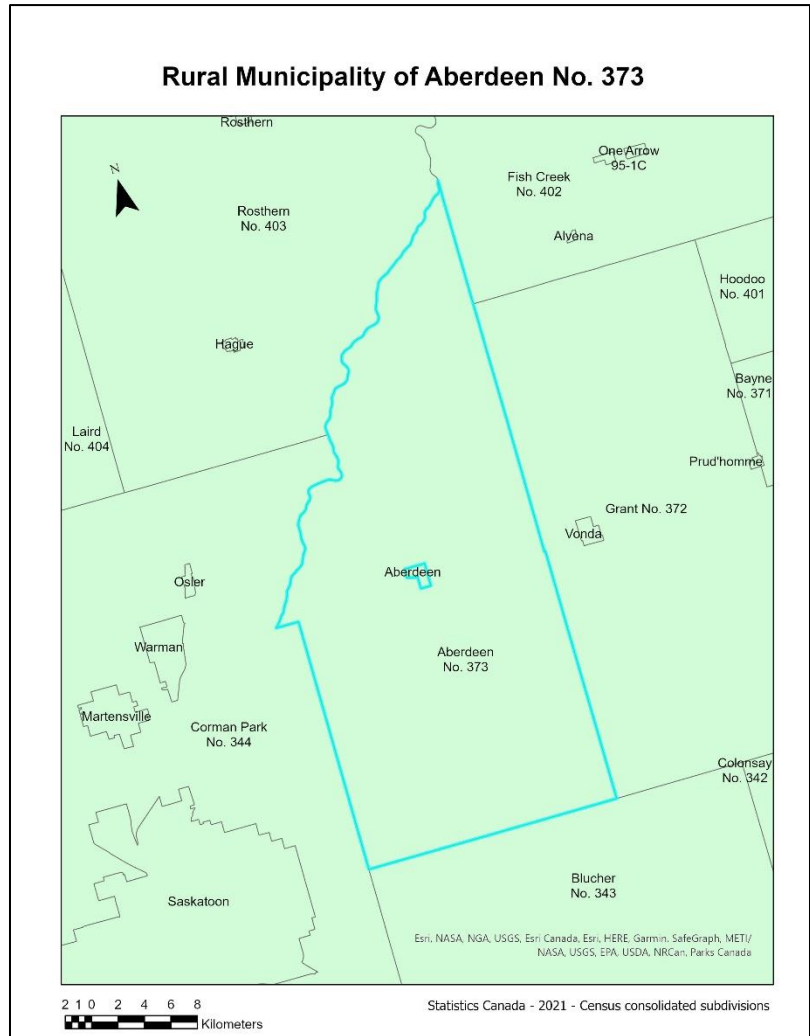 Rural Municipality of Aberdeen No. 373
Rosthern
One Arrow
95-1C
Fish Creek
No. 402
N
Rosthern
No. 403
Alvena
Hoodoo
No. 401
Hague
Bayne
No. 371
Laird
No. 404
Prud'homme
Grant No. 372
Vonda
Aberdeen
Osler
Warman
Aberdeen
No. 373
Martensville
Corman Park
No. 344
Colonsay
No. 342
Blucher
No. 343
Saskatoon
Esri, NASA, NGA, USGS, Esri Canada, Esri, HERE, Garmin, SafeGraph, METI/
NASA, USGS, EPA, USDA, NRCan, Parks Canada
2 1 0 2 4 6 8
Kilometers
Statistics Canada - 2021 - Census consolidated subdivisions